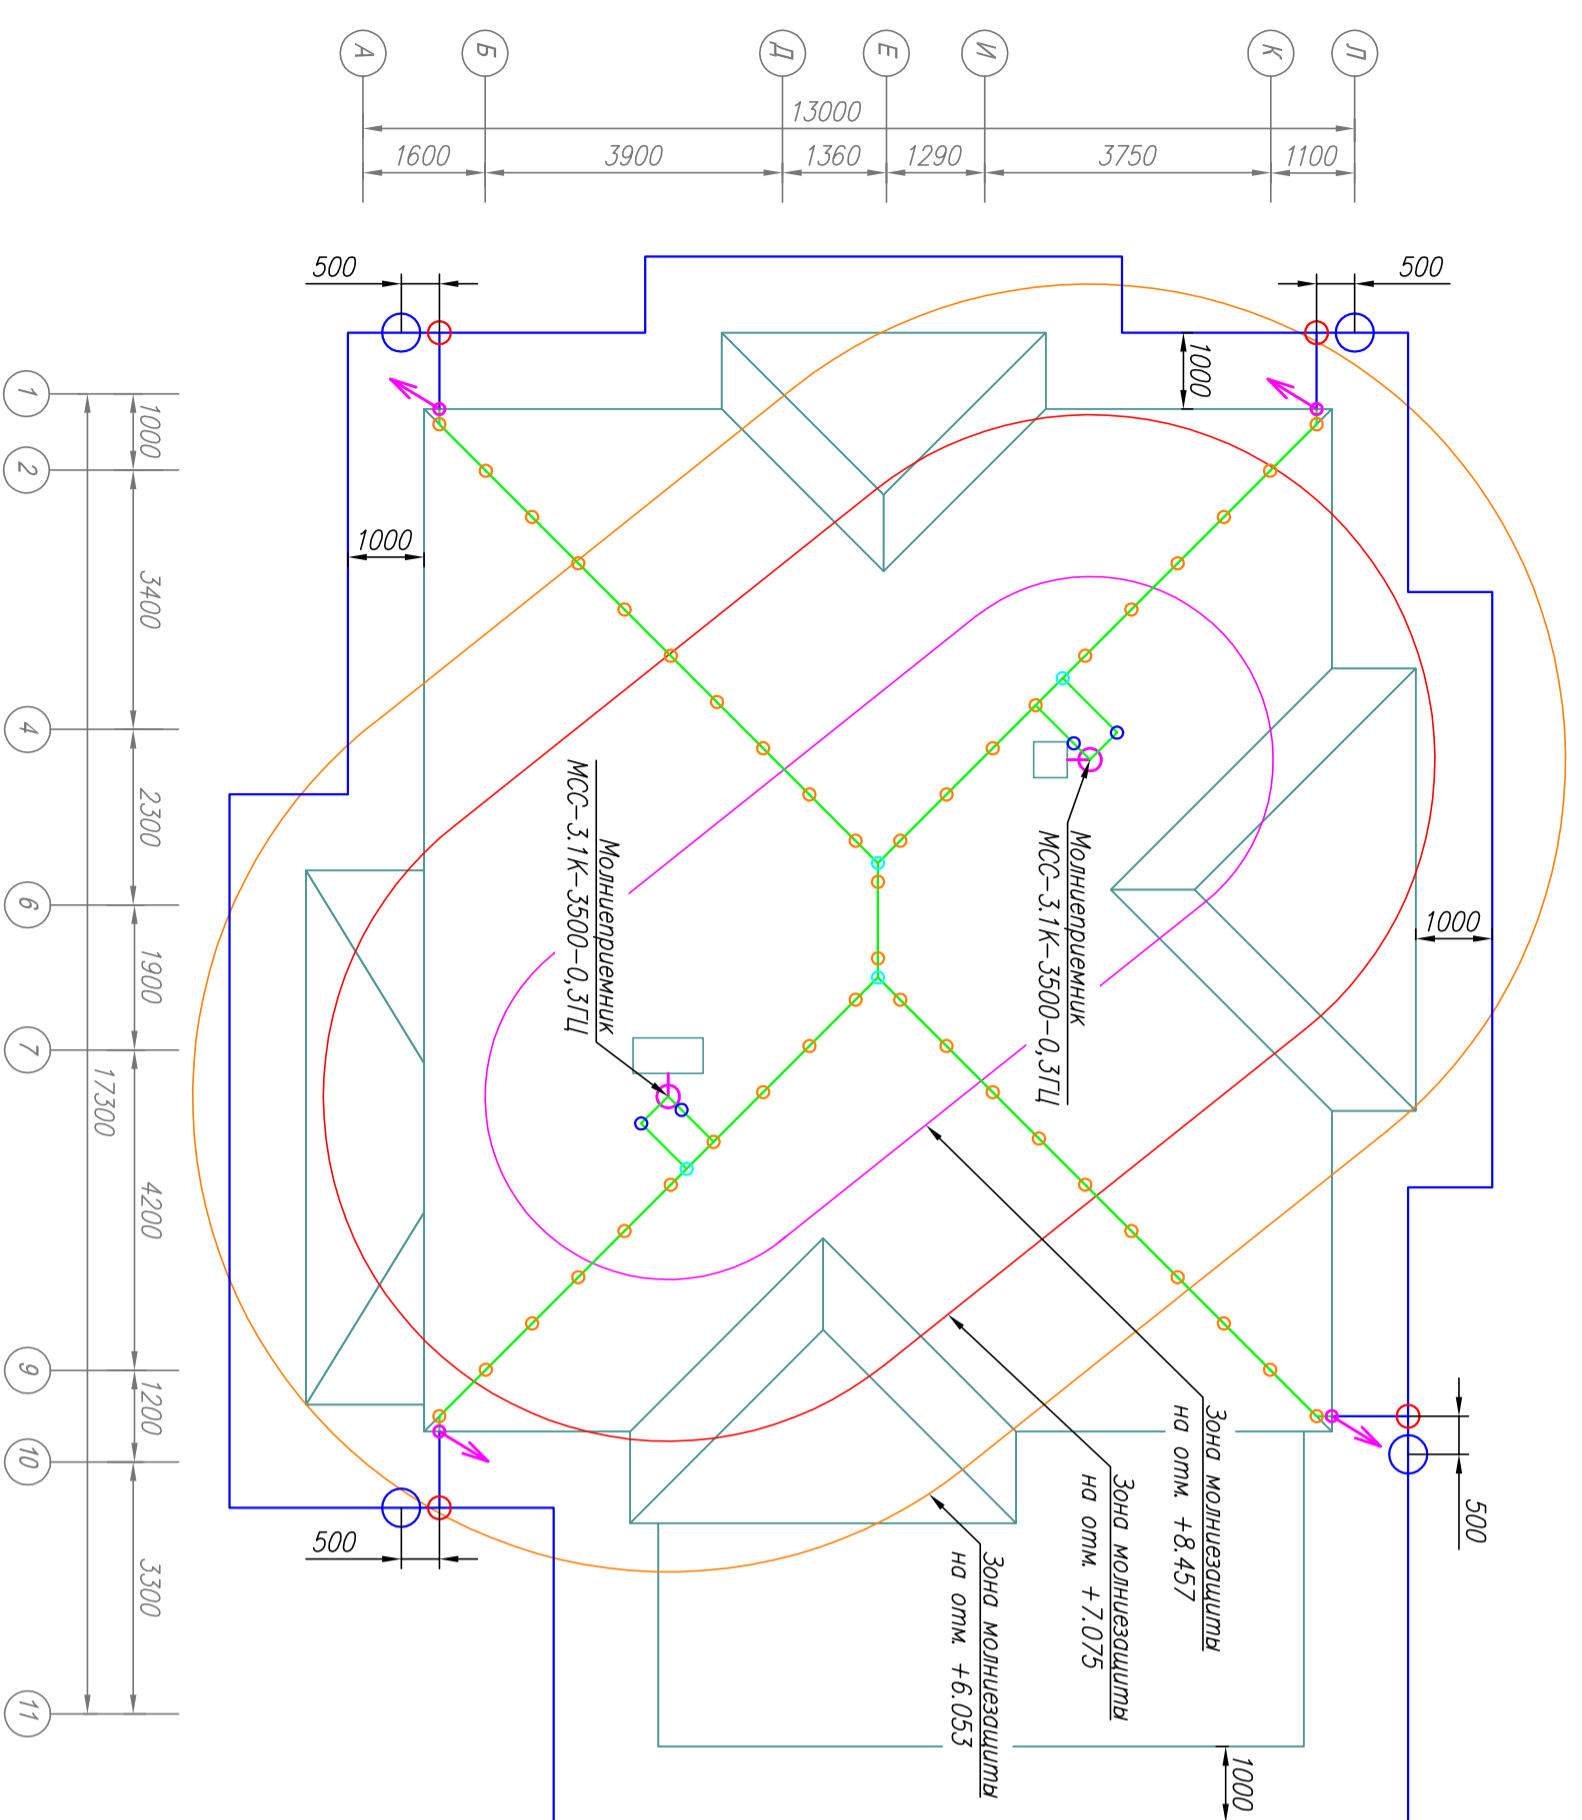 А
Б
Д
Е
И
К
Л
13000
1600
3900
1360
1290
3750
1100
500
500
1000
1000
1000
Молниеприемник
МСС-3.1К-3500-0,3ГЦ
Молниеприемник
МСС-3.1К-3500-0,3ГЦ
1
2
4
6
7
9
10
11
1000
3400
2300
1900
4200
1200
3300
17300
Зона молниезащиты
на отм. +8.457
Зона молниезащиты
на отм. +7.075
Зона молниезащиты
на отм. +6.053
500
500
1000